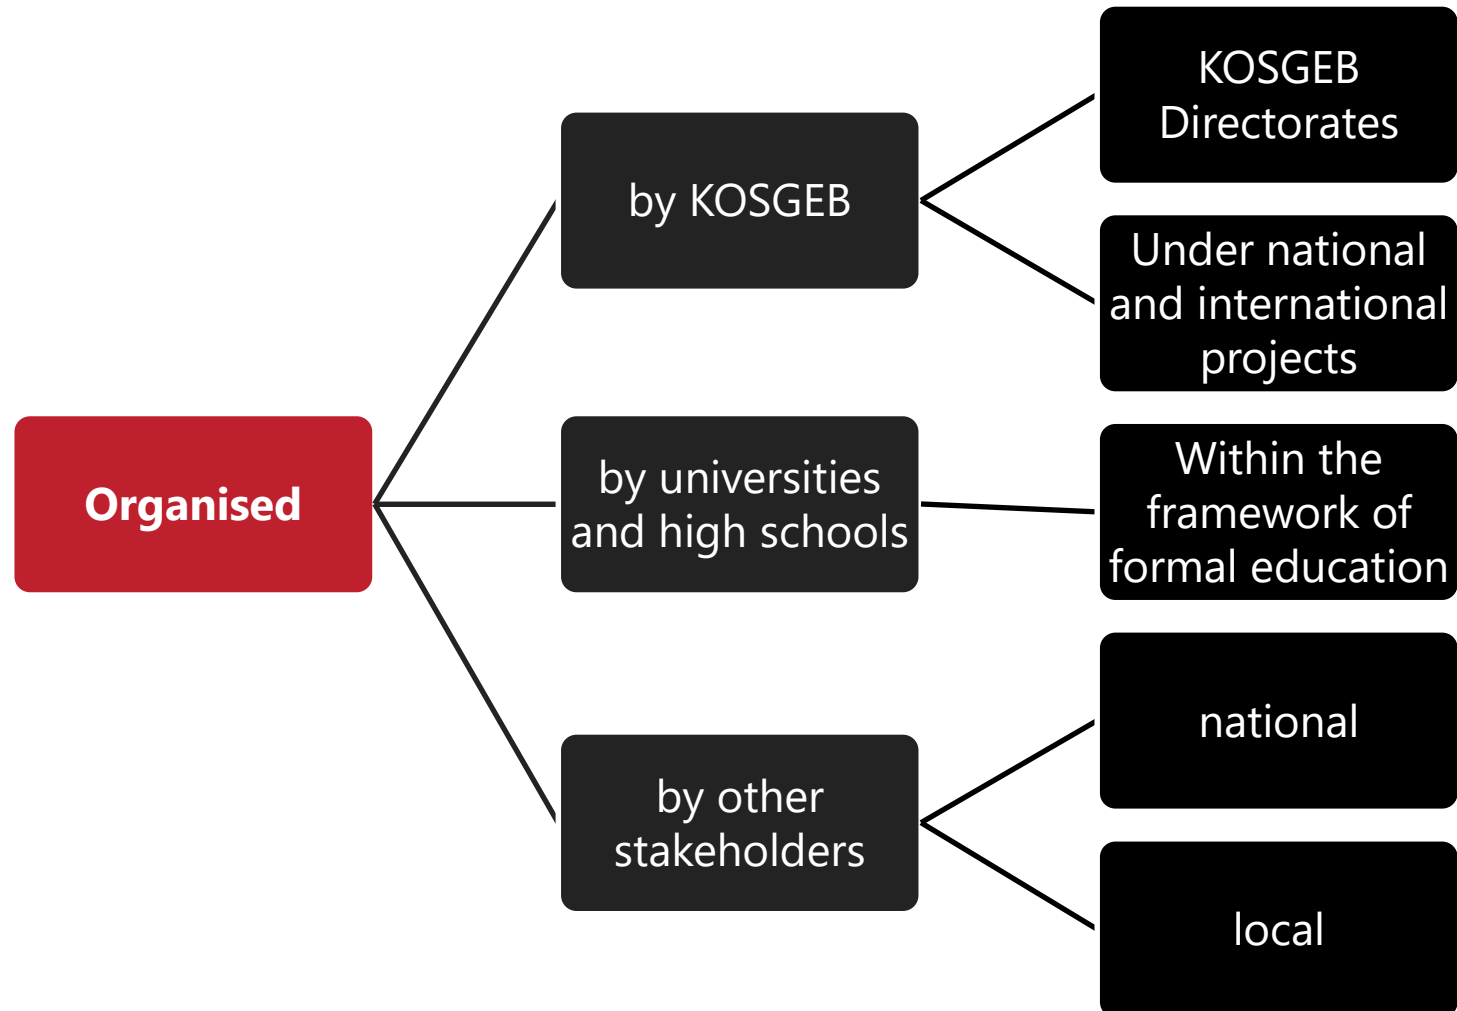 Organised
by KOSGEB
KOSGEB
Directorates
Under national
and international
projects
by universities
and high schools
Within the
framework of
formal education
by other
stakeholders
national
local